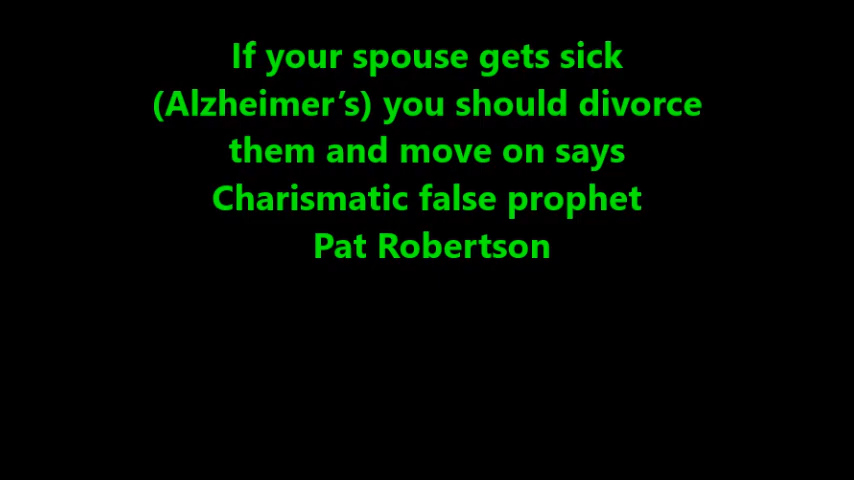 If your spouse gets sick
(Alzheimer’s) you should divorce
them and move on says
Charismatic false prophet
Pat Robertson